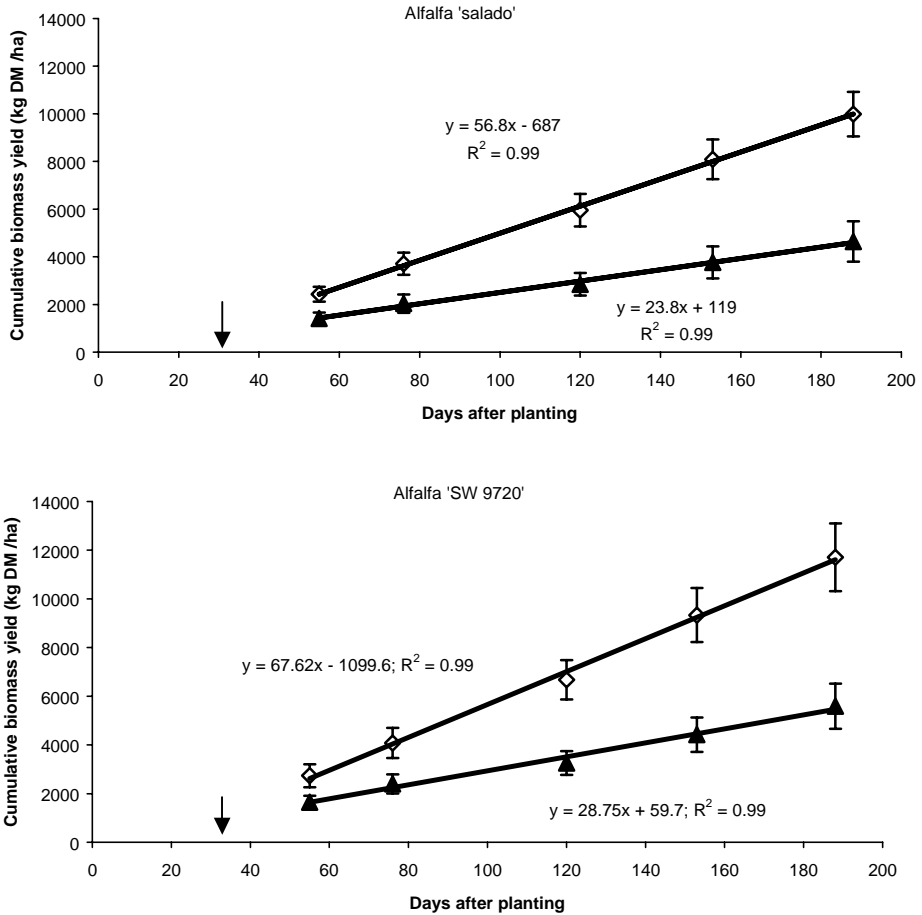 Alfalfa 'salado'
14000
12000
10000
8000
6000
4000
2000
0
Cumulative biomass yield (kg DM /ha)
y = 56.8x - 687
R² = 0.99
y = 23.8x + 119
R² = 0.99
0 20 40 60 80 100 120 140 160 180 200
Days after planting
Alfalfa 'SW 9720'
14000
12000
10000
8000
6000
4000
2000
0
Cumulative biomass yield (kg DM /ha)
y = 67.62x - 1099.6; R² = 0.99
y = 28.75x + 59.7; R² = 0.99
0 20 40 60 80 100 120 140 160 180 200
Days after planting